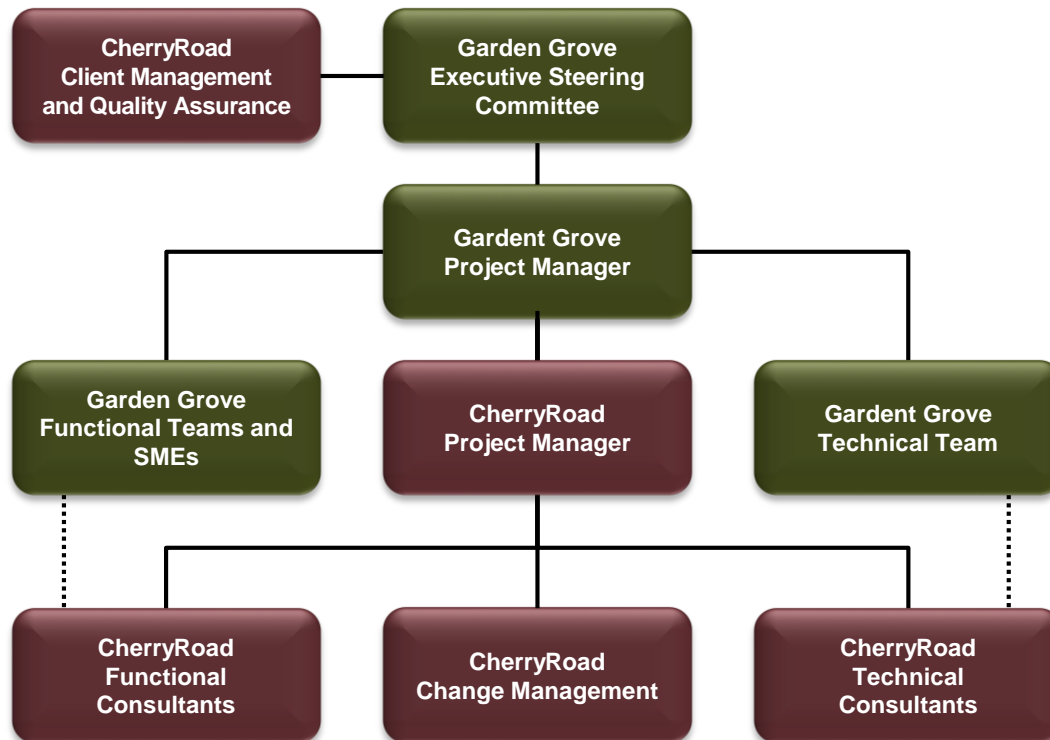 CherryRoad
Client Management
and Quality Assurance
Garden Grove
Executive Steering
Committee
Gardent Grove
Project Manager
Garden Grove
Functional Teams and
SMEs
CherryRoad
Project Manager
Gardent Grove
Technical Team
CherryRoad
Functional
Consultants
CherryRoad
Change Management
CherryRoad
Technical
Consultants